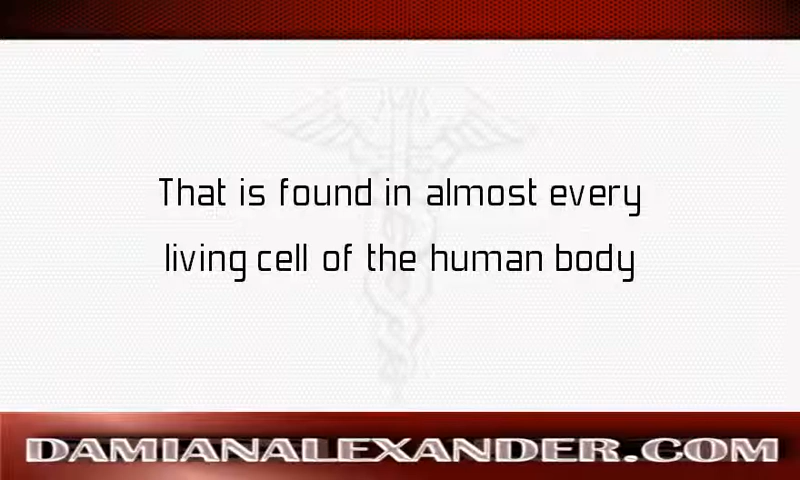 That is found in almost every
living cell of the human body
DAMIANALEXANDER.COM